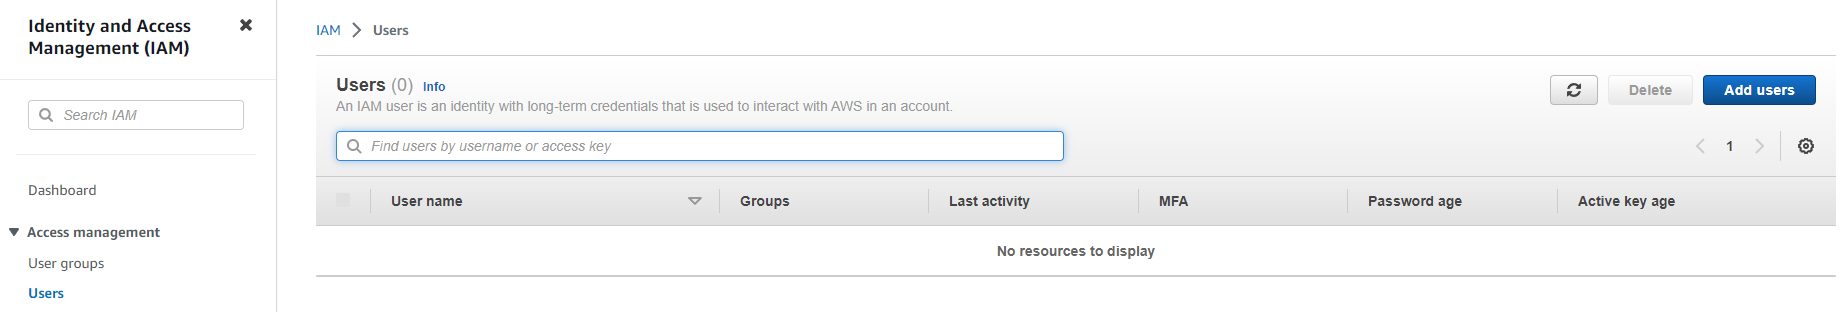 Identity and Access
Management (IAM)
Search IAM
Dashboard
Access management
User groups
Users
IAM > Users
Users (0) Info
An IAM user is an identity with long-term credentials that is used to interact with AWS in an account.
Delete
Add users
Find users by username or access key
1
User name Groups Last activity MFA Password age Active key age
No resources to display